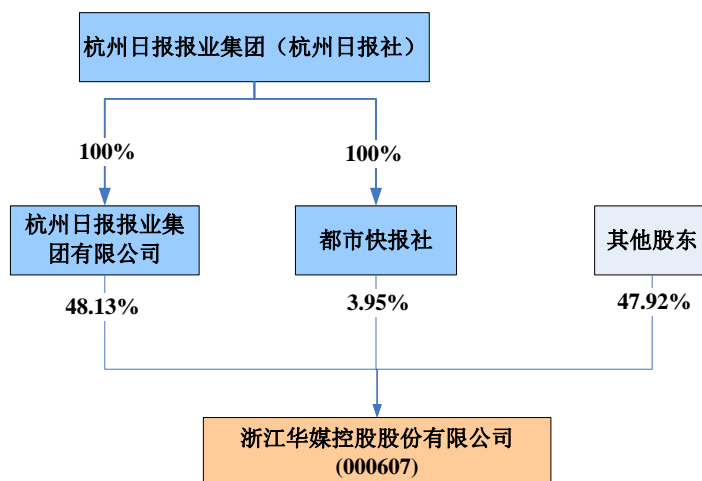 杭州日报报业集团（杭州日报社）
100%
100%
杭州日报报业集
团有限公司
都市快报社
其他股东
48.13%
3.95%
47.92%
浙江华媒控股股份有限公司
(000607)